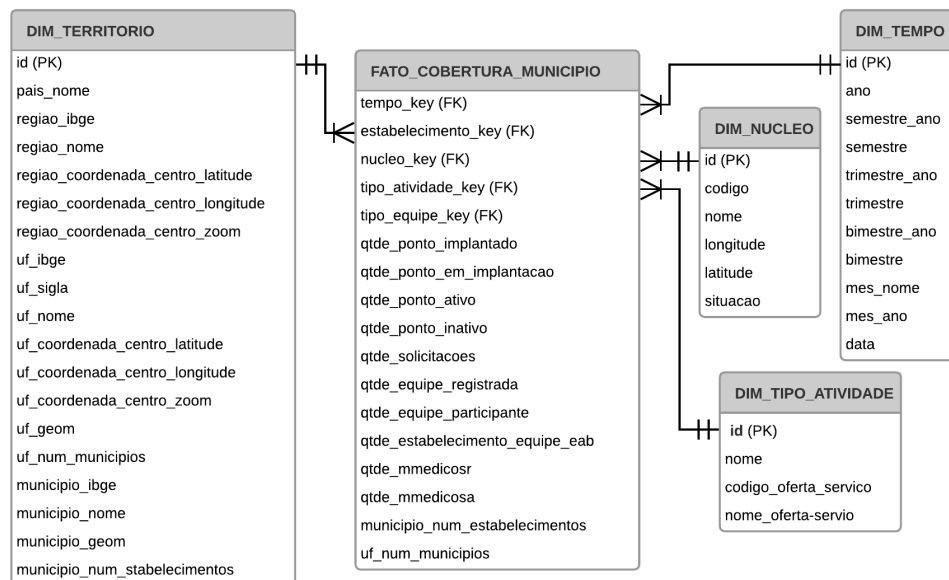 DIM_TERRITORIO
id (PK)
pais_nome
regiao_ibge
regiao_nome
regiao_coordenada_centro_latitude
regiao_coordenada_centro_longitude
regiao_coordenada_centro_zoom
uf_ibge
uf_sigla
uf_nome
uf_coordenada_centro_latitude
uf_coordenada_centro_longitude
uf_coordenada_centro_zoom
uf_geom
uf_num_municipios
municipio_ibge
municipio_nome
municipio_geom
municipio_num_stabelecimentos
FATO_COBERTURA_MUNICIPIO
tempo_key (FK)
estabelecimento_key (FK)
nucleo_key (FK)
tipo_atividade_key (FK)
tipo_equipe_key (FK)
qtde_ponto_implantado
qtde_ponto_em_implantacao
qtde_ponto_ativo
qtde_ponto_inativo
qtde_solicitacoes
qtde_equipe_registrada
qtde_equipe_participante
qtde_estabelecimento_equipe_eab
qtde_mmedicosr
qtde_mmedicosa
municipio_num_estabelecimentos
uf_num_municipios
DIM_NUCLEO
id (PK)
codigo
nome
longitude
latitude
situacao
DIM_TEMPO
id (PK)
ano
semestre_ano
semestre
trimestre_ano
trimestre
bimestre_ano
bimestre
mes_nome
mes_ano
data
DIM_TIPO_ATIVIDADE
id (PK)
nome
codigo_oferta_servico
nome_oferta-servio